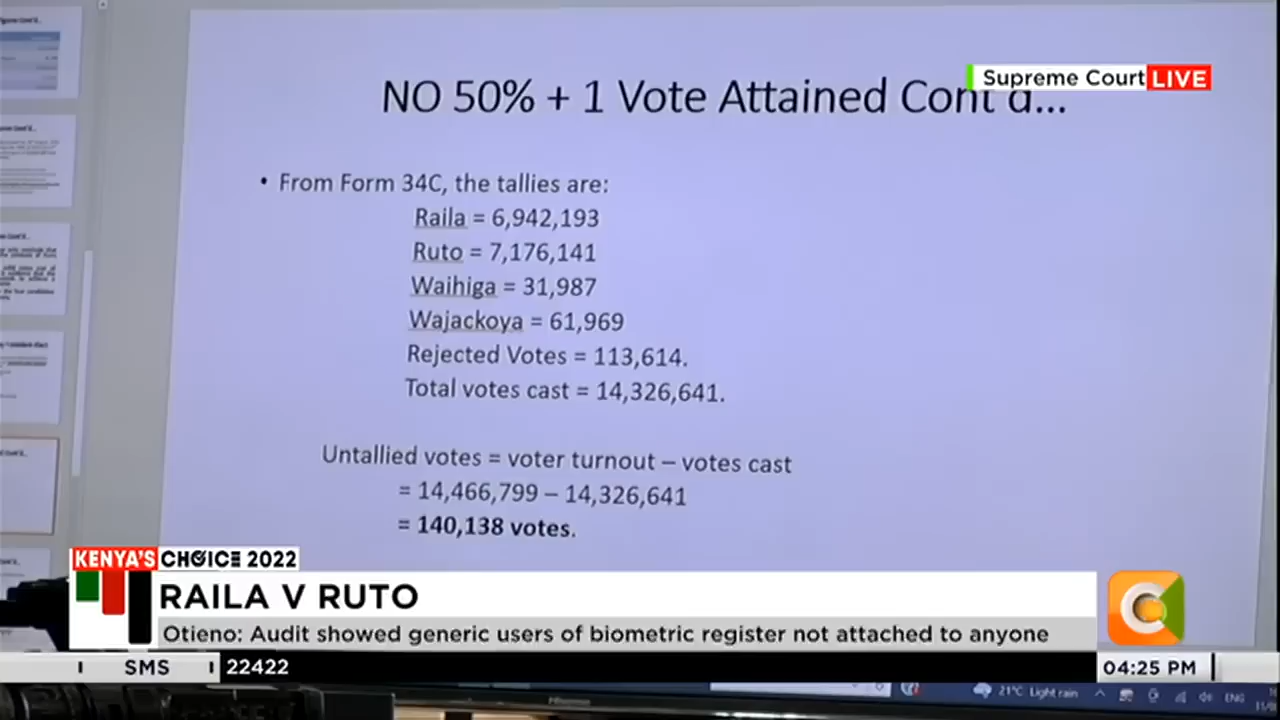 Supreme Court LIVE
NO 50% + 1 Vote Attained Cont'd...
• From Form 34C, the tallies are:
Raila = 6,942,193
Ruto = 7,176,141
Waihiga = 31,987
Wajackoya = 61,969
Rejected Votes = 113,614.
Total votes cast = 14,326,641.
Untallied votes = voter turnout – votes cast
= 14,466,799 – 14,326,641
= 140,138 votes.
KENYA'S CHOICE 2022
RAILA V RUTO
Otieno: Audit showed generic users of biometric register not attached to anyone
SMS 22422
04:25 PM
21°C Light rain
ENG